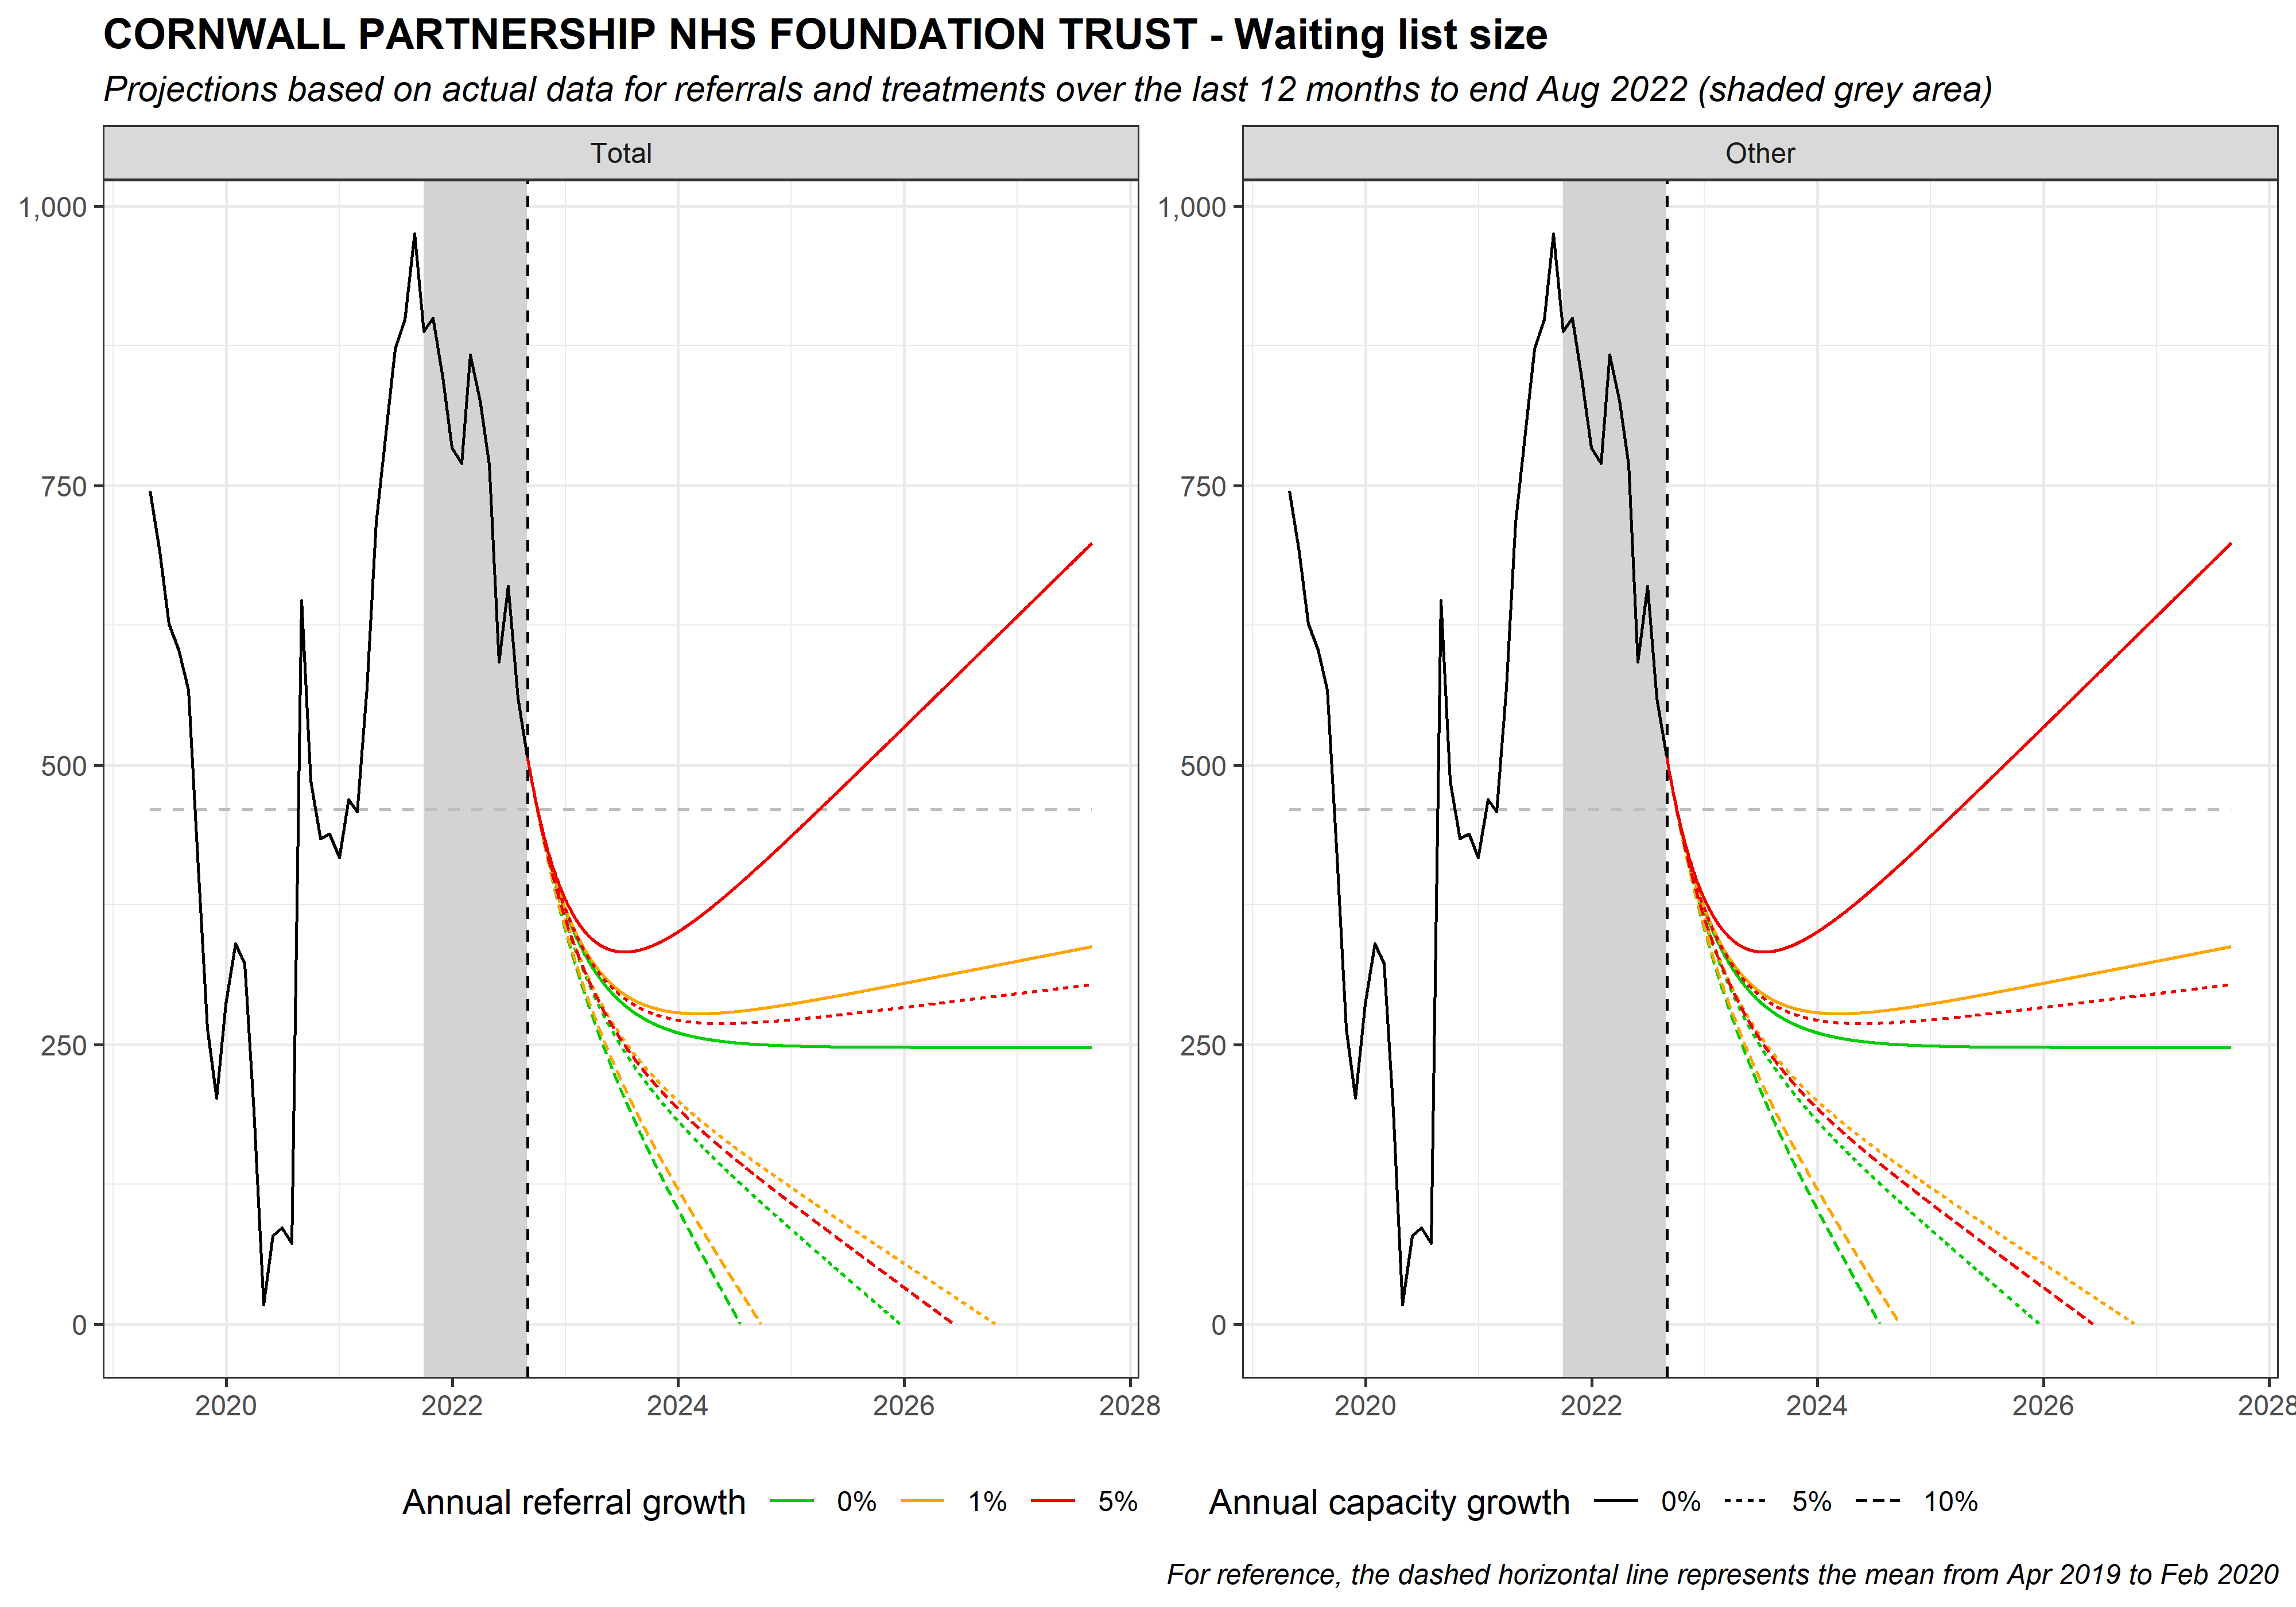 CORNWALL PARTNERSHIP NHS FOUNDATION TRUST - Waiting list size
Projections based on actual data for referrals and treatments over the last 12 months to end Aug 2022 (shaded grey area)
Total
Other
1,000
750
500
250
0
1,000
750
500
250
0
2020 2022 2024 2026 2028
2020 2022 2024 2026 2028
Annual referral growth 0% 1% 5%
Annual capacity growth 0% 5% 10%
For reference, the dashed horizontal line represents the mean from Apr 2019 to Feb 2020